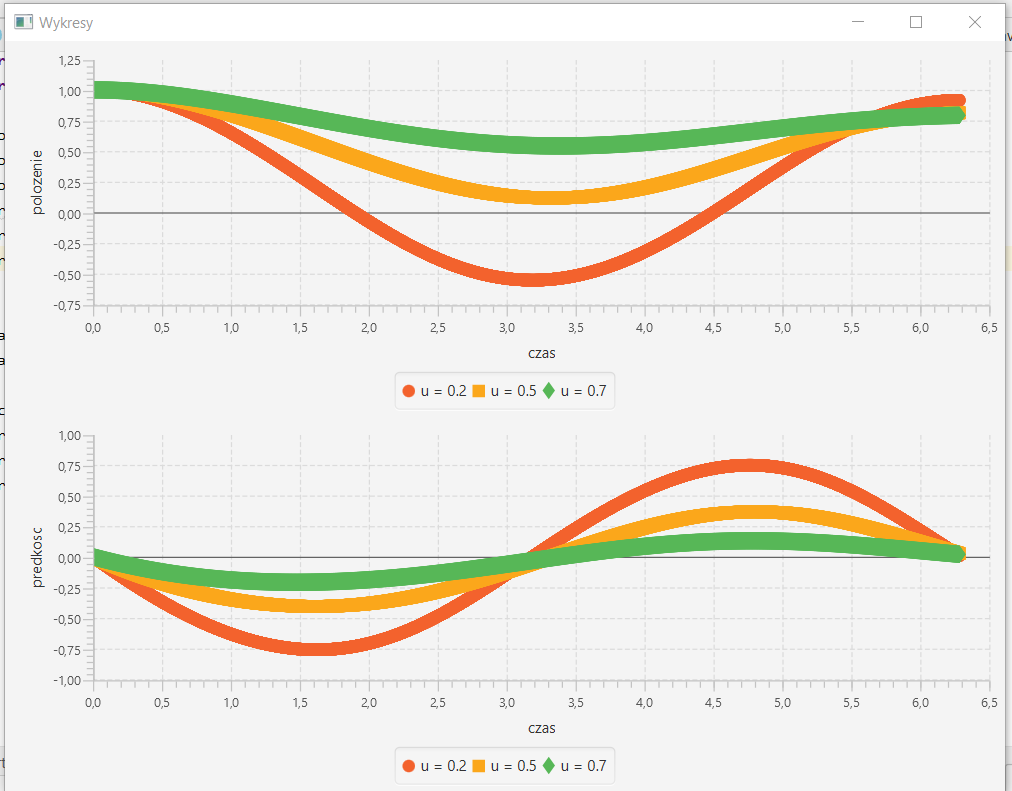 Wykresy
1,25
1,00
0,75
0,50
0,25
0,00
-0,25
-0,50
-0,75
polozenie
0,0 0,5 1,0 1,5 2,0 2,5 3,0 3,5 4,0 4,5 5,0 5,5 6,0 6,5
czas
u = 0.2 u = 0.5 u = 0.7
1,00
0,75
0,50
0,25
0,00
-0,25
-0,50
-0,75
-1,00
predkosc
0,0 0,5 1,0 1,5 2,0 2,5 3,0 3,5 4,0 4,5 5,0 5,5 6,0 6,5
czas
u = 0.2 u = 0.5 u = 0.7